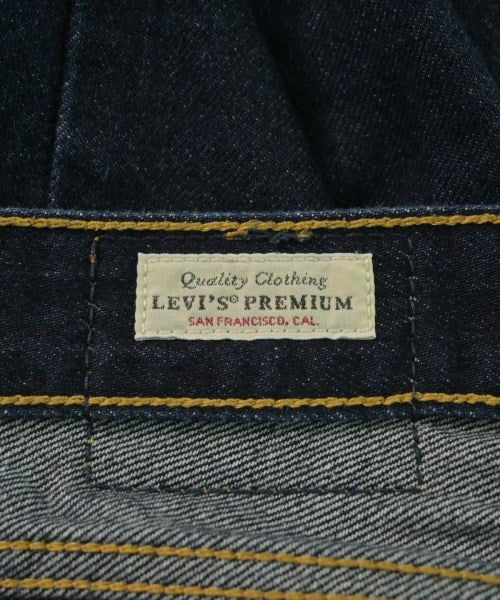 Quality Clothing
LEVI'S® PREMIUM
SAN FRANCISCO, CAL.